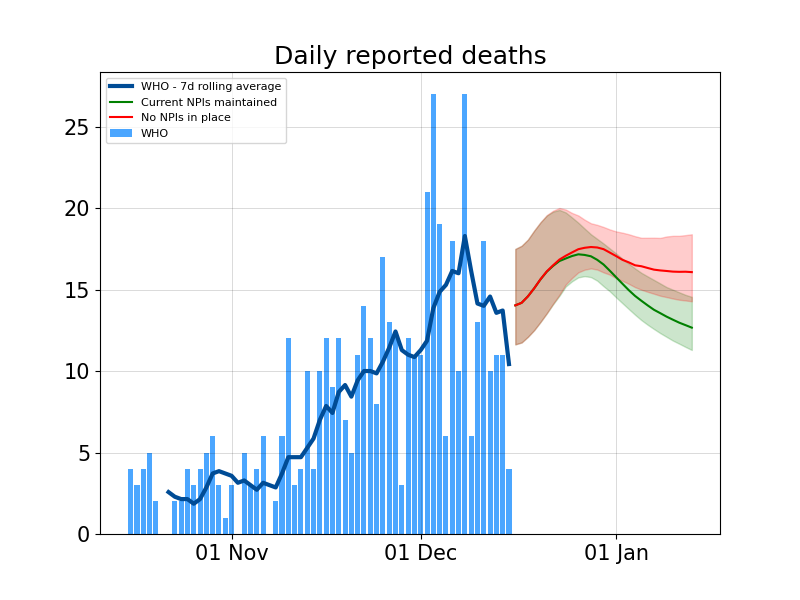 Daily reported deaths
WHO - 7d rolling average
Current NPIs maintained
No NPIs in place
WHO
25
20
15
10
5
0
01 Nov
01 Dec
01 Jan